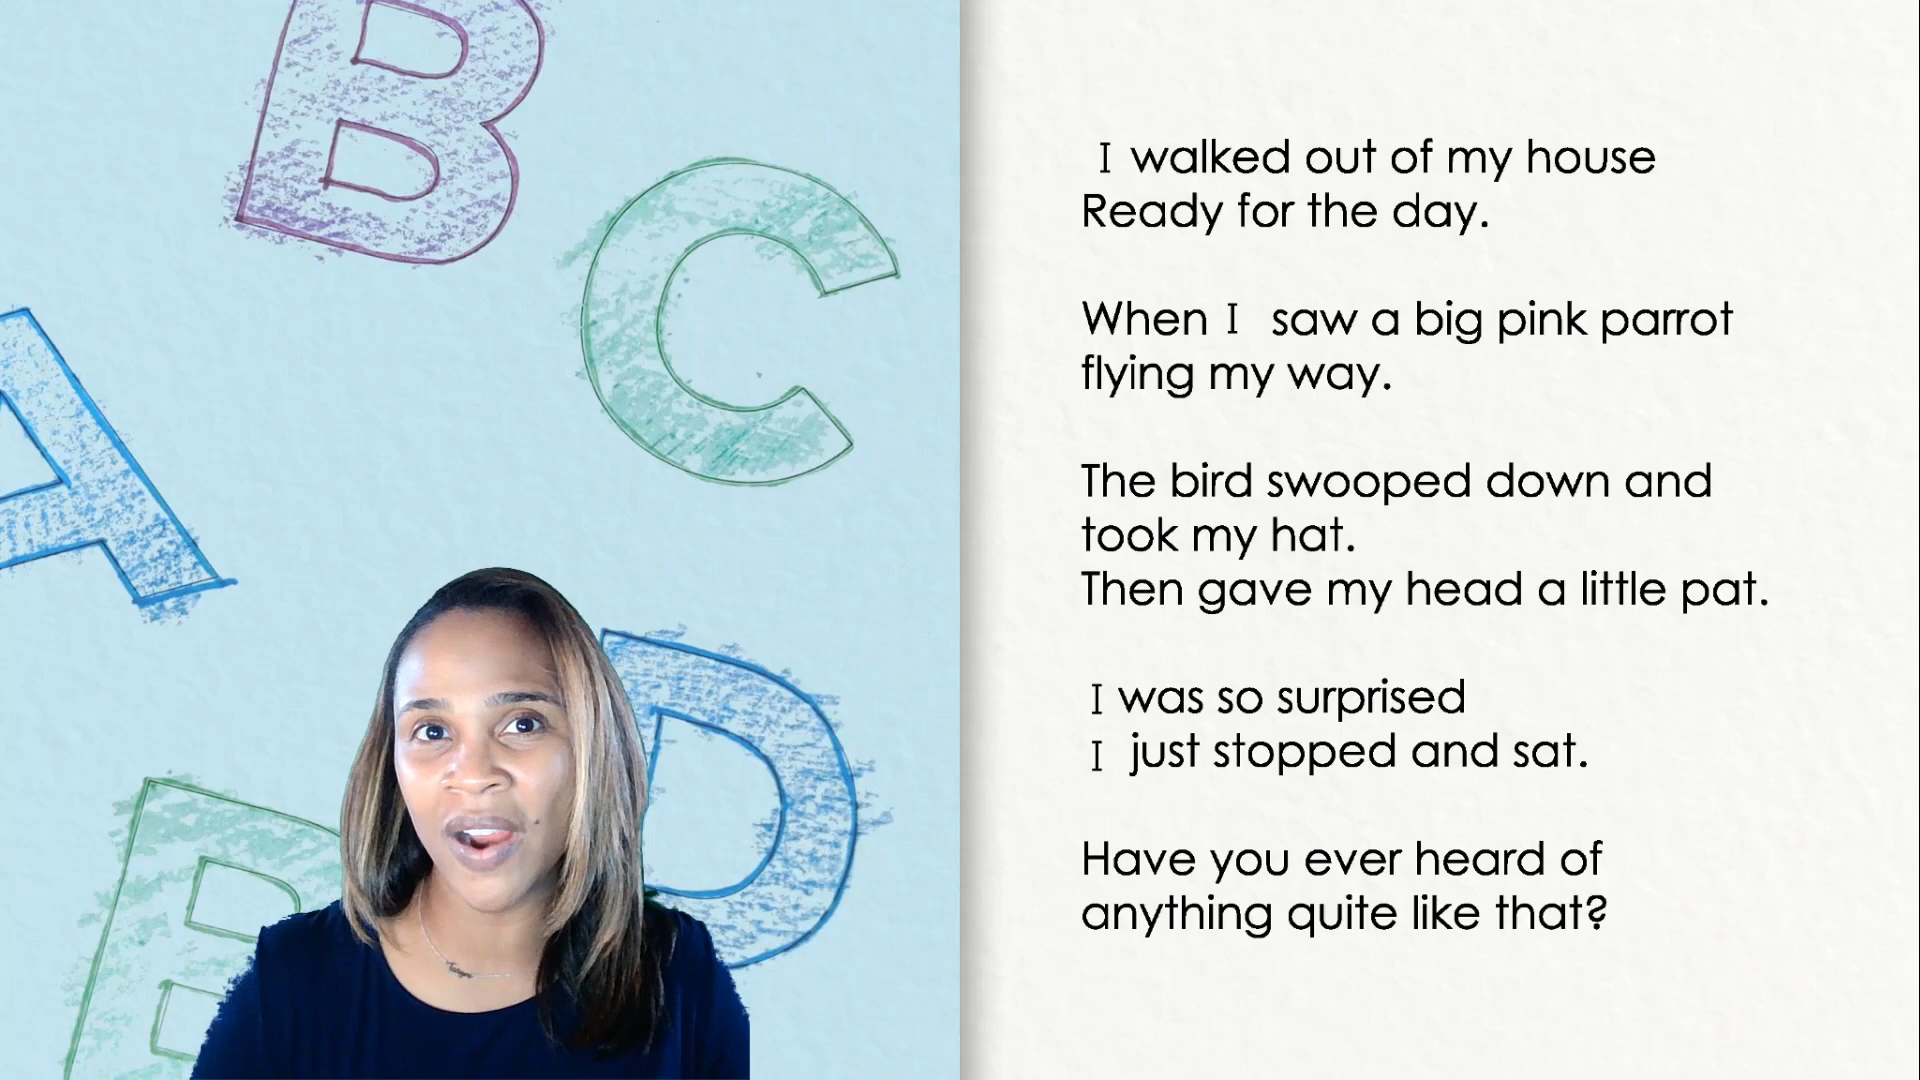 B
C
A
D
E
I walked out of my house
Ready for the day.
When I saw a big pink parrot
flying my way.
The bird swooped down and
took my hat.
Then gave my head a little pat.
I was so surprised
I just stopped and sat.
Have you ever heard of
anything quite like that?